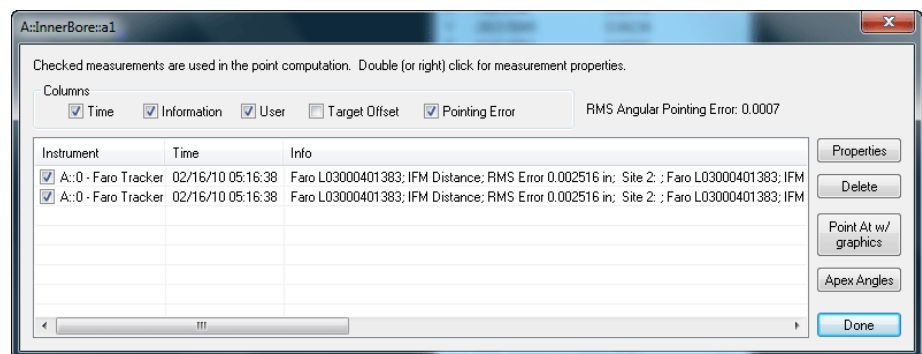 A::InnerBore::a1
Checked measurements are used in the point computation. Double (or right) click for measurement properties.
Columns
Time Information User Target Offset Pointing Error
RMS Angular Pointing Error: 0.0007
Instrument Time Info
A::0 - Faro Tracker 02/16/10 05:16:38 Faro L03000401383; IFM Distance; RMS Error 0.002516 in; Site 2: ; Faro L03000401383; IFM
A::0 - Faro Tracker 02/16/10 05:16:38 Faro L03000401383; IFM Distance; RMS Error 0.002516 in; Site 2: ; Faro L03000401383; IFM
Properties
Delete
Point At w/
graphics
Apex Angles
Done